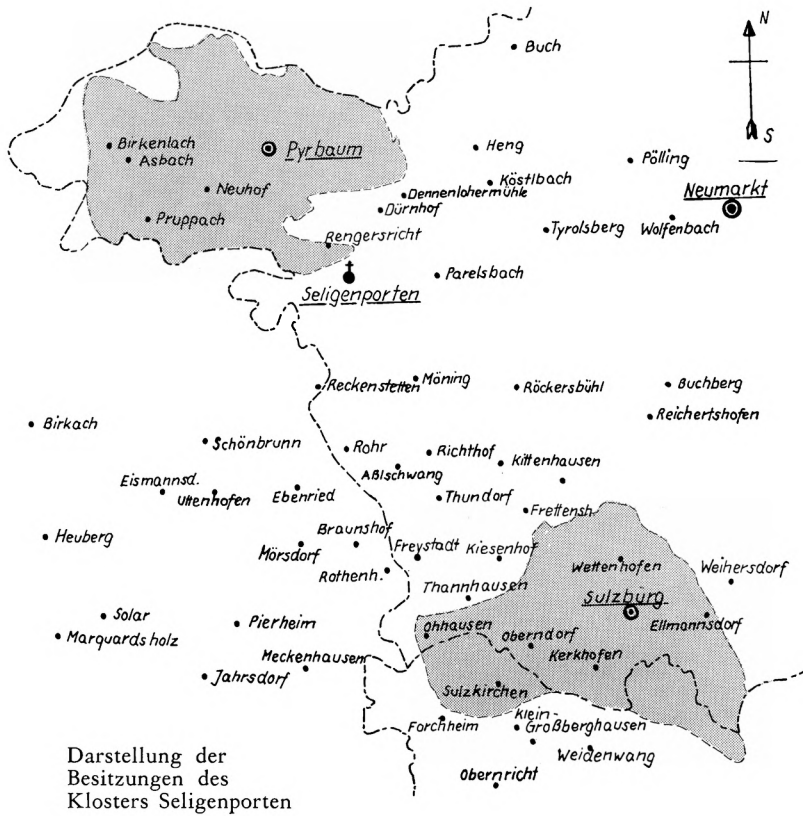 N
Buch
S
Birkenlach
Asbach
Pyrbaum
Heng
Pölling
Neuhof
Köstlbach
Dennenlohermühle
Neumarkt
Dürnhof
Pruppach
Rengersricht
Tyrolsberg
Wolfenbach
Seligenporten
Parelsbach
Reckenstetten
Möning
Röckersbühl
Buchberg
Reichertshofen
Birkach
Schönbrunn
Rohr
Richthof
Kittenhausen
Aßlschwang
Eismannsd.
Uttenhofen
Ebenried
Thundorf
Frettensh.
Heuberg
Braunshof
Mörsdorf
Freystadt
Kiesenhof
Wettenhofen
Weihersdorf
Rothenh.
Thannhausen
Sulzbürg
Solar
Pierheim
Ellmannsdorf
Marquardsholz
Ohhausen
Oberndorf
Meckenhausen
Kerkhofen
Jahrsdorf
Sulzkirchen
Forchheim
Klein-
Großberghausen
Weidenwang
Obernricht
Darstellung der
Besitzungen des
Klosters Seligenporten